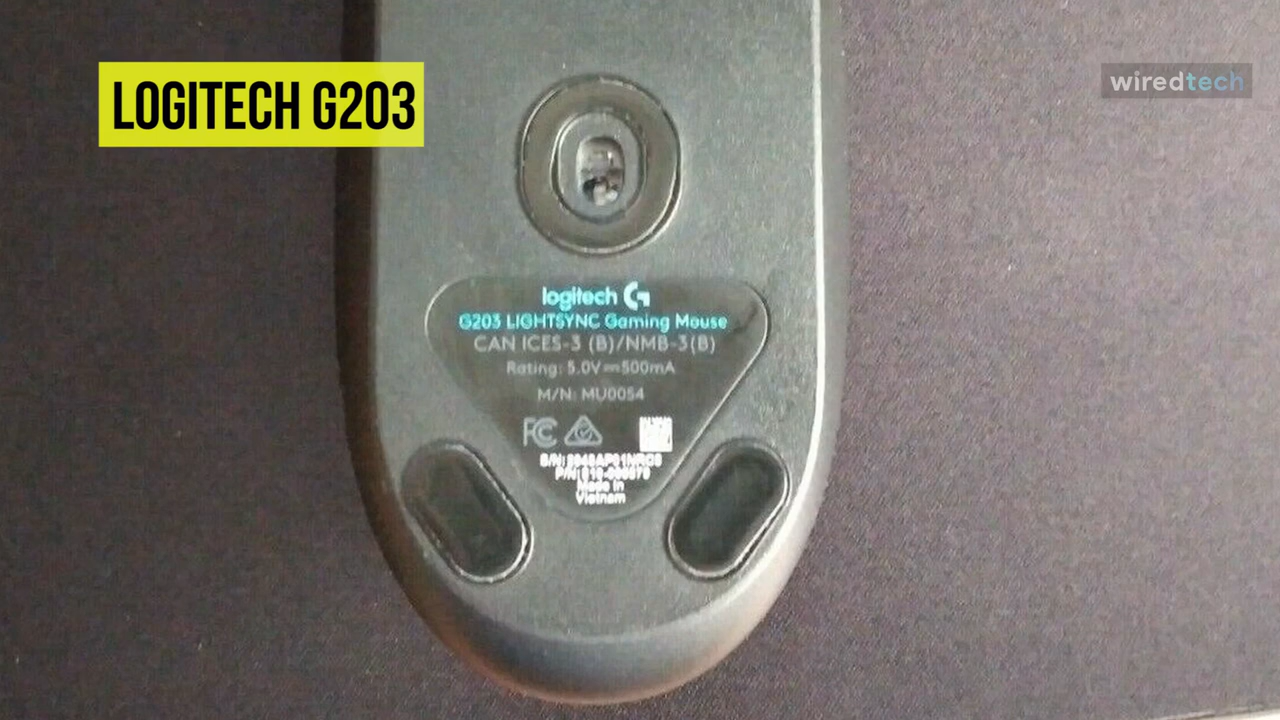 LOGITECH G203
wiredtech
logitech G
G203 LIGHTSYNC Gaming Mouse
CAN ICES-3 (B)/NMB-3(B)
Rating: 5.0V⎓500mA
M/N: MU0054
FC
S/N:
P/N:
Made in
Vietnam